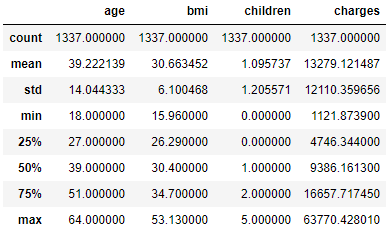 age bmi children charges
count 1337.000000 1337.000000 1337.000000 1337.000000
mean 39.222139 30.663452 1.095737 13279.121487
std 14.044333 6.100468 1.205571 12110.359656
min 18.000000 15.960000 0.000000 1121.873900
25% 27.000000 26.290000 0.000000 4746.344000
50% 39.000000 30.400000 1.000000 9386.161300
75% 51.000000 34.700000 2.000000 16657.717450
max 64.000000 53.130000 5.000000 63770.428010